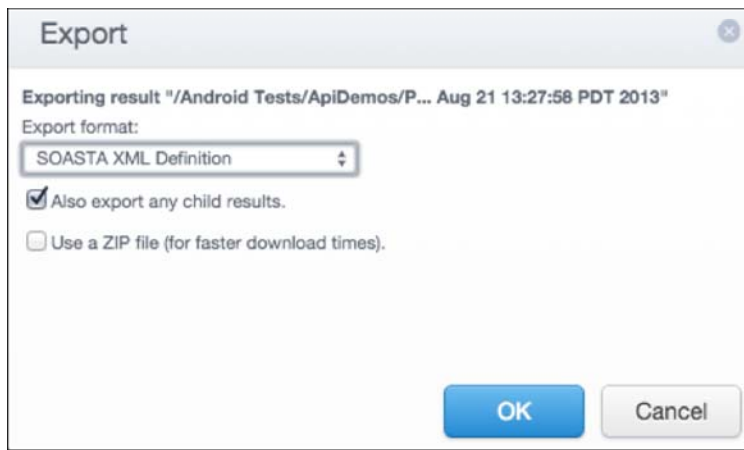 Export
Exporting result "/Android Tests/ApiDemos/P... Aug 21 13:27:58 PDT 2013"
Export format:
SOASTA XML Definition
Also export any child results.
Use a ZIP file (for faster download times).
OK
Cancel